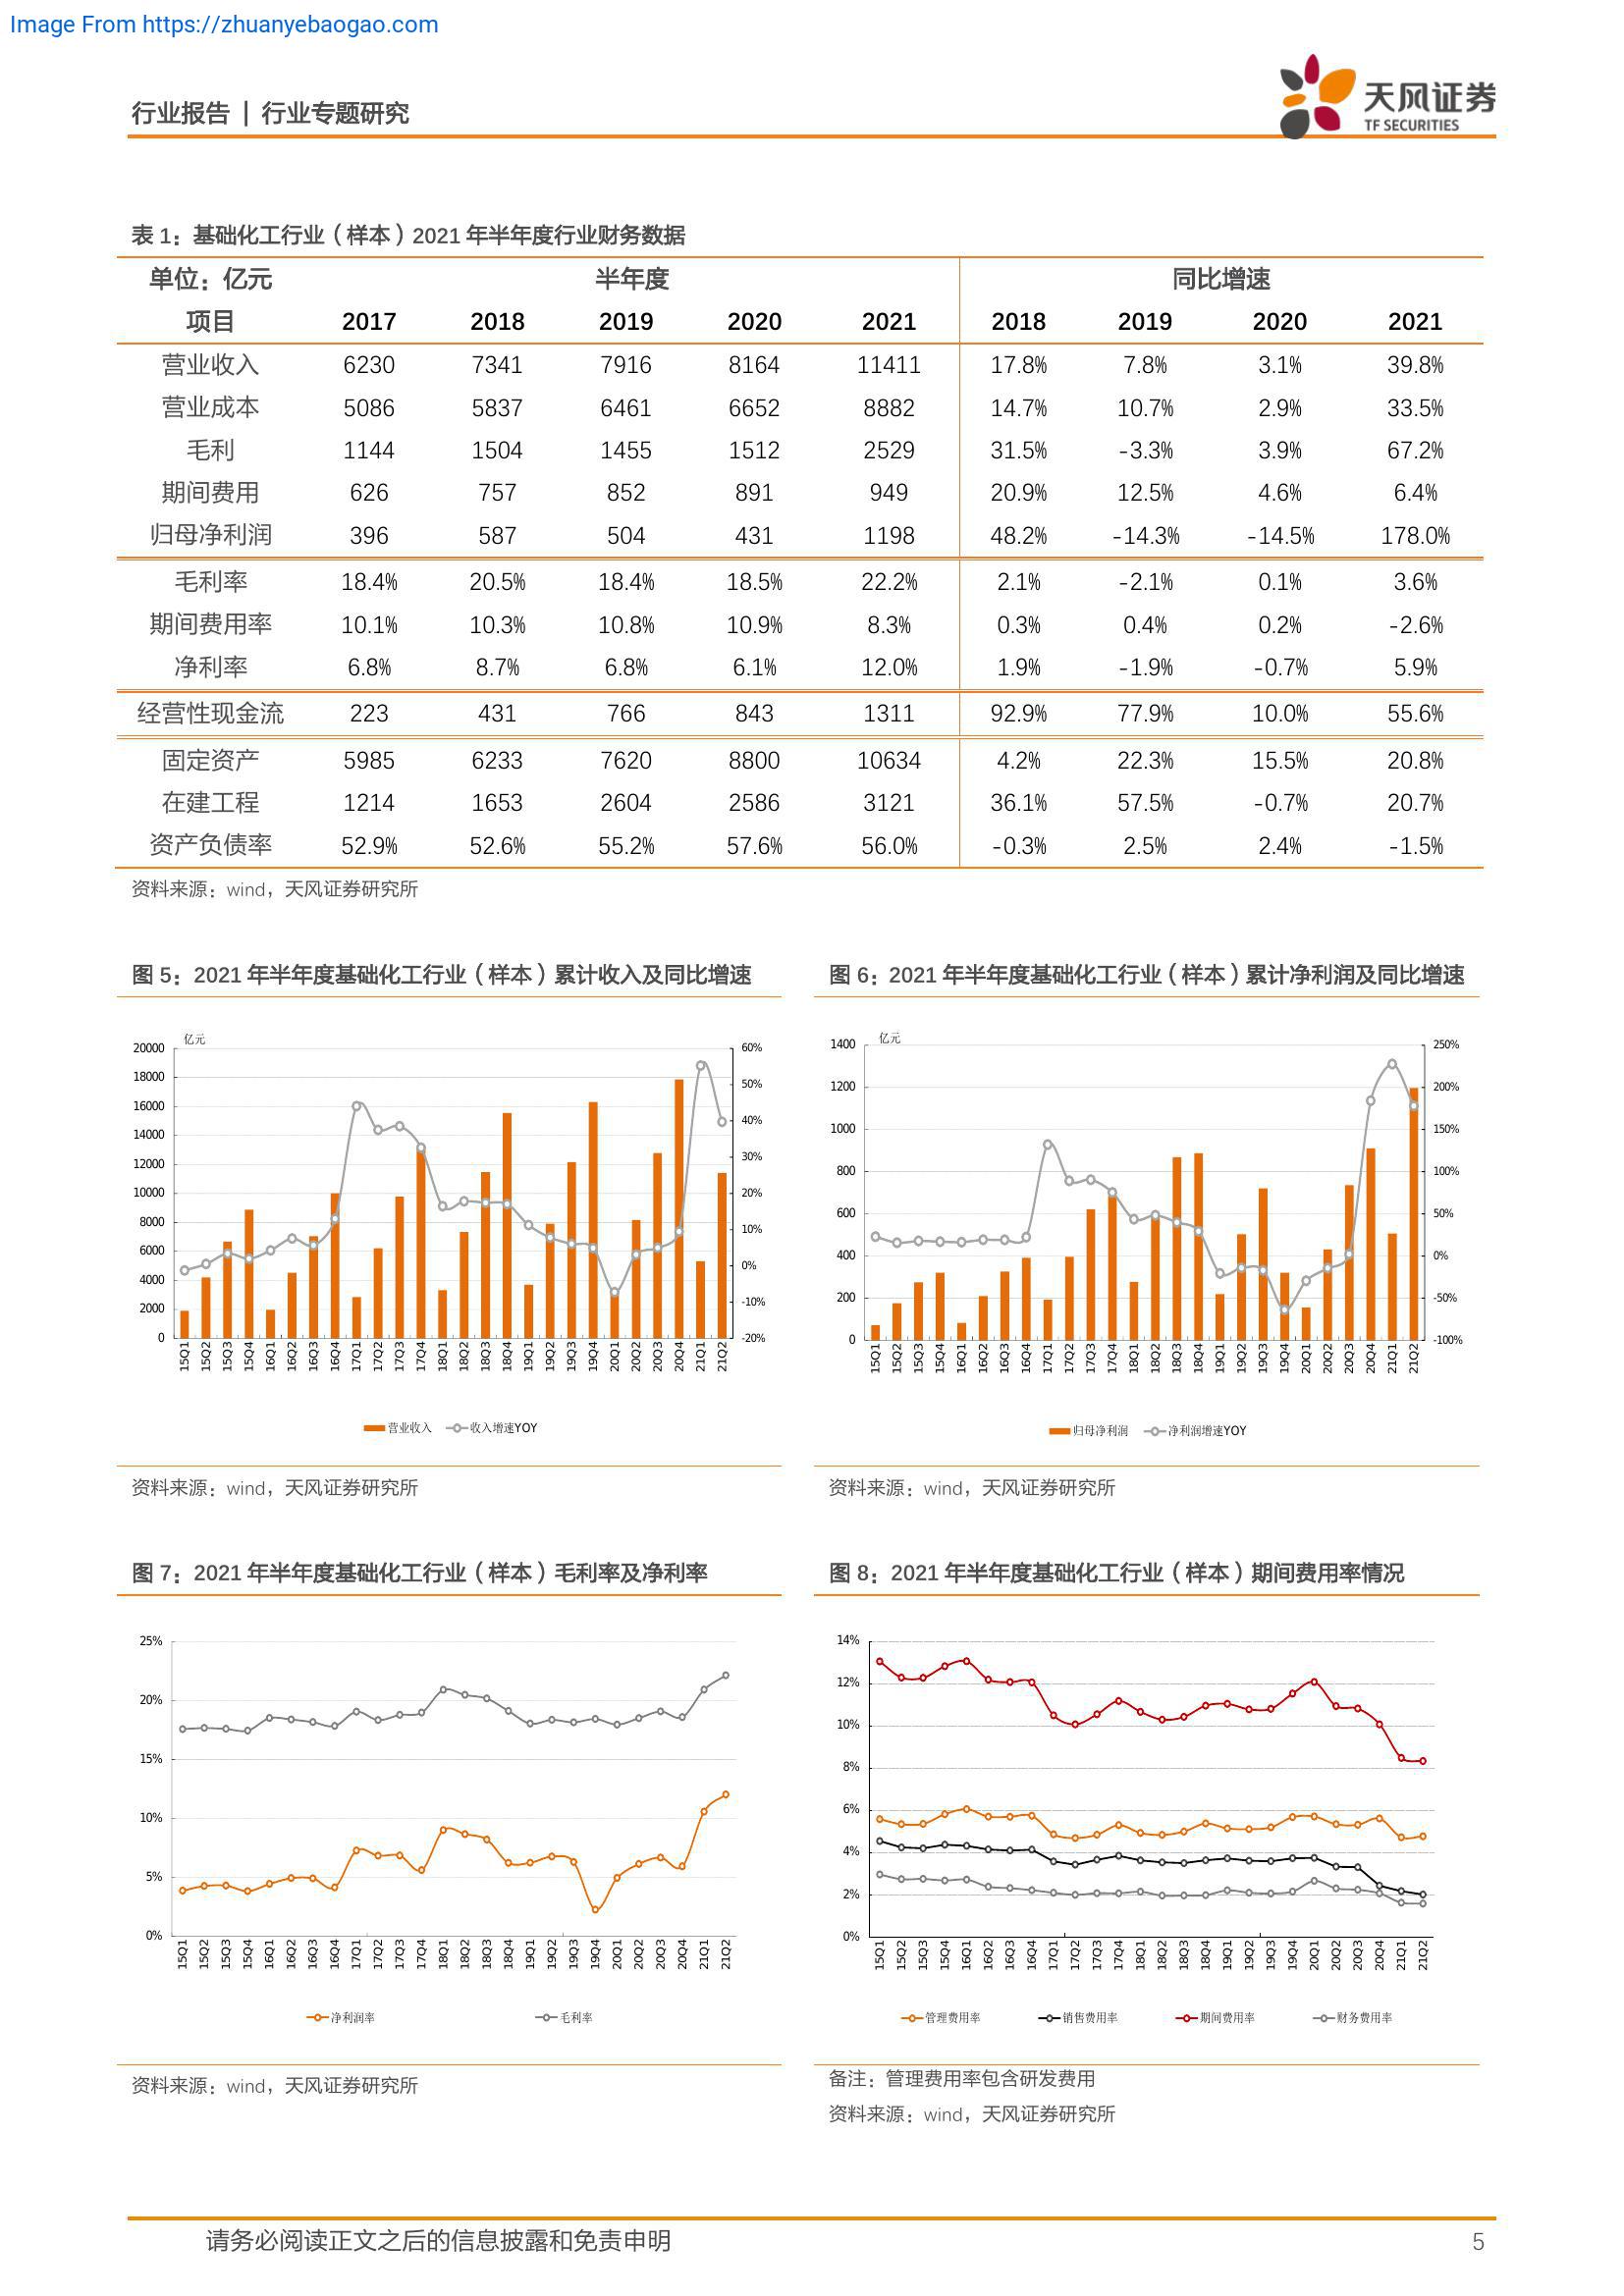 Image From https://zhuanyebaogao.com
行业报告 | 行业专题研究
天风证券
TF SECURITIES
表 1：基础化工行业（样本）2021 年半年度行业财务数据
单位：亿元 半年度 同比增速
项目 2017 2018 2019 2020 2021 2018 2019 2020 2021
营业收入 6230 7341 7916 8164 11411 17.8% 7.8% 3.1% 39.8%
营业成本 5086 5837 6461 6652 8882 14.7% 10.7% 2.9% 33.5%
毛利 1144 1504 1455 1512 2529 31.5% -3.3% 3.9% 67.2%
期间费用 626 757 852 891 949 20.9% 12.5% 4.6% 6.4%
归母净利润 396 587 504 431 1198 48.2% -14.3% -14.5% 178.0%
毛利率 18.4% 20.5% 18.4% 18.5% 22.2% 2.1% -2.1% 0.1% 3.6%
期间费用率 10.1% 10.3% 10.8% 10.9% 8.3% 0.3% 0.4% 0.2% -2.6%
净利率 6.8% 8.7% 6.8% 6.1% 12.0% 1.9% -1.9% -0.7% 5.9%
经营性现金流 223 431 766 843 1311 92.9% 77.9% 10.0% 55.6%
固定资产 5985 6233 7620 8800 10634 4.2% 22.3% 15.5% 20.8%
在建工程 1214 1653 2604 2586 3121 36.1% 57.5% -0.7% 20.7%
资产负债率 52.9% 52.6% 55.2% 57.6% 56.0% -0.3% 2.5% 2.4% -1.5%
资料来源：wind，天风证券研究所
图 5：2021 年半年度基础化工行业（样本）累计收入及同比增速
亿元
20000 60%
18000 50%
16000 40%
14000 30%
12000 20%
10000 10%
8000 0%
6000 -10%
4000 -20%
2000
0
15Q1 15Q2 15Q3 15Q4 16Q1 16Q2 16Q3 16Q4 17Q1 17Q2 17Q3 17Q4 18Q1 18Q2 18Q3 18Q4 19Q1 19Q2 19Q3 19Q4 20Q1 20Q2 20Q3 20Q4 21Q1 21Q2
营业收入 收入增速YOY
资料来源：wind，天风证券研究所
图 6：2021 年半年度基础化工行业（样本）累计净利润及同比增速
亿元
1400 250%
1200 200%
1000 150%
800 100%
600 50%
400 0%
200 -50%
0 -100%
15Q1 15Q2 15Q3 15Q4 16Q1 16Q2 16Q3 16Q4 17Q1 17Q2 17Q3 17Q4 18Q1 18Q2 18Q3 18Q4 19Q1 19Q2 19Q3 19Q4 20Q1 20Q2 20Q3 20Q4 21Q1 21Q2
归母净利润 净利润增速YOY
资料来源：wind，天风证券研究所
图 7：2021 年半年度基础化工行业（样本）毛利率及净利率
25%
20%
15%
10%
5%
0%
15Q1 15Q2 15Q3 15Q4 16Q1 16Q2 16Q3 16Q4 17Q1 17Q2 17Q3 17Q4 18Q1 18Q2 18Q3 18Q4 19Q1 19Q2 19Q3 19Q4 20Q1 20Q2 20Q3 20Q4 21Q1 21Q2
净利润率 毛利率
资料来源：wind，天风证券研究所
图 8：2021 年半年度基础化工行业（样本）期间费用率情况
14%
12%
10%
8%
6%
4%
2%
0%
15Q1 15Q2 15Q3 15Q4 16Q1 16Q2 16Q3 16Q4 17Q1 17Q2 17Q3 17Q4 18Q1 18Q2 18Q3 18Q4 19Q1 19Q2 19Q3 19Q4 20Q1 20Q2 20Q3 20Q4 21Q1 21Q2
管理费用率 销售费用率 期间费用率 财务费用率
备注：管理费用率包含研发费用
资料来源：wind，天风证券研究所
请务必阅读正文之后的信息披露和免责申明 5